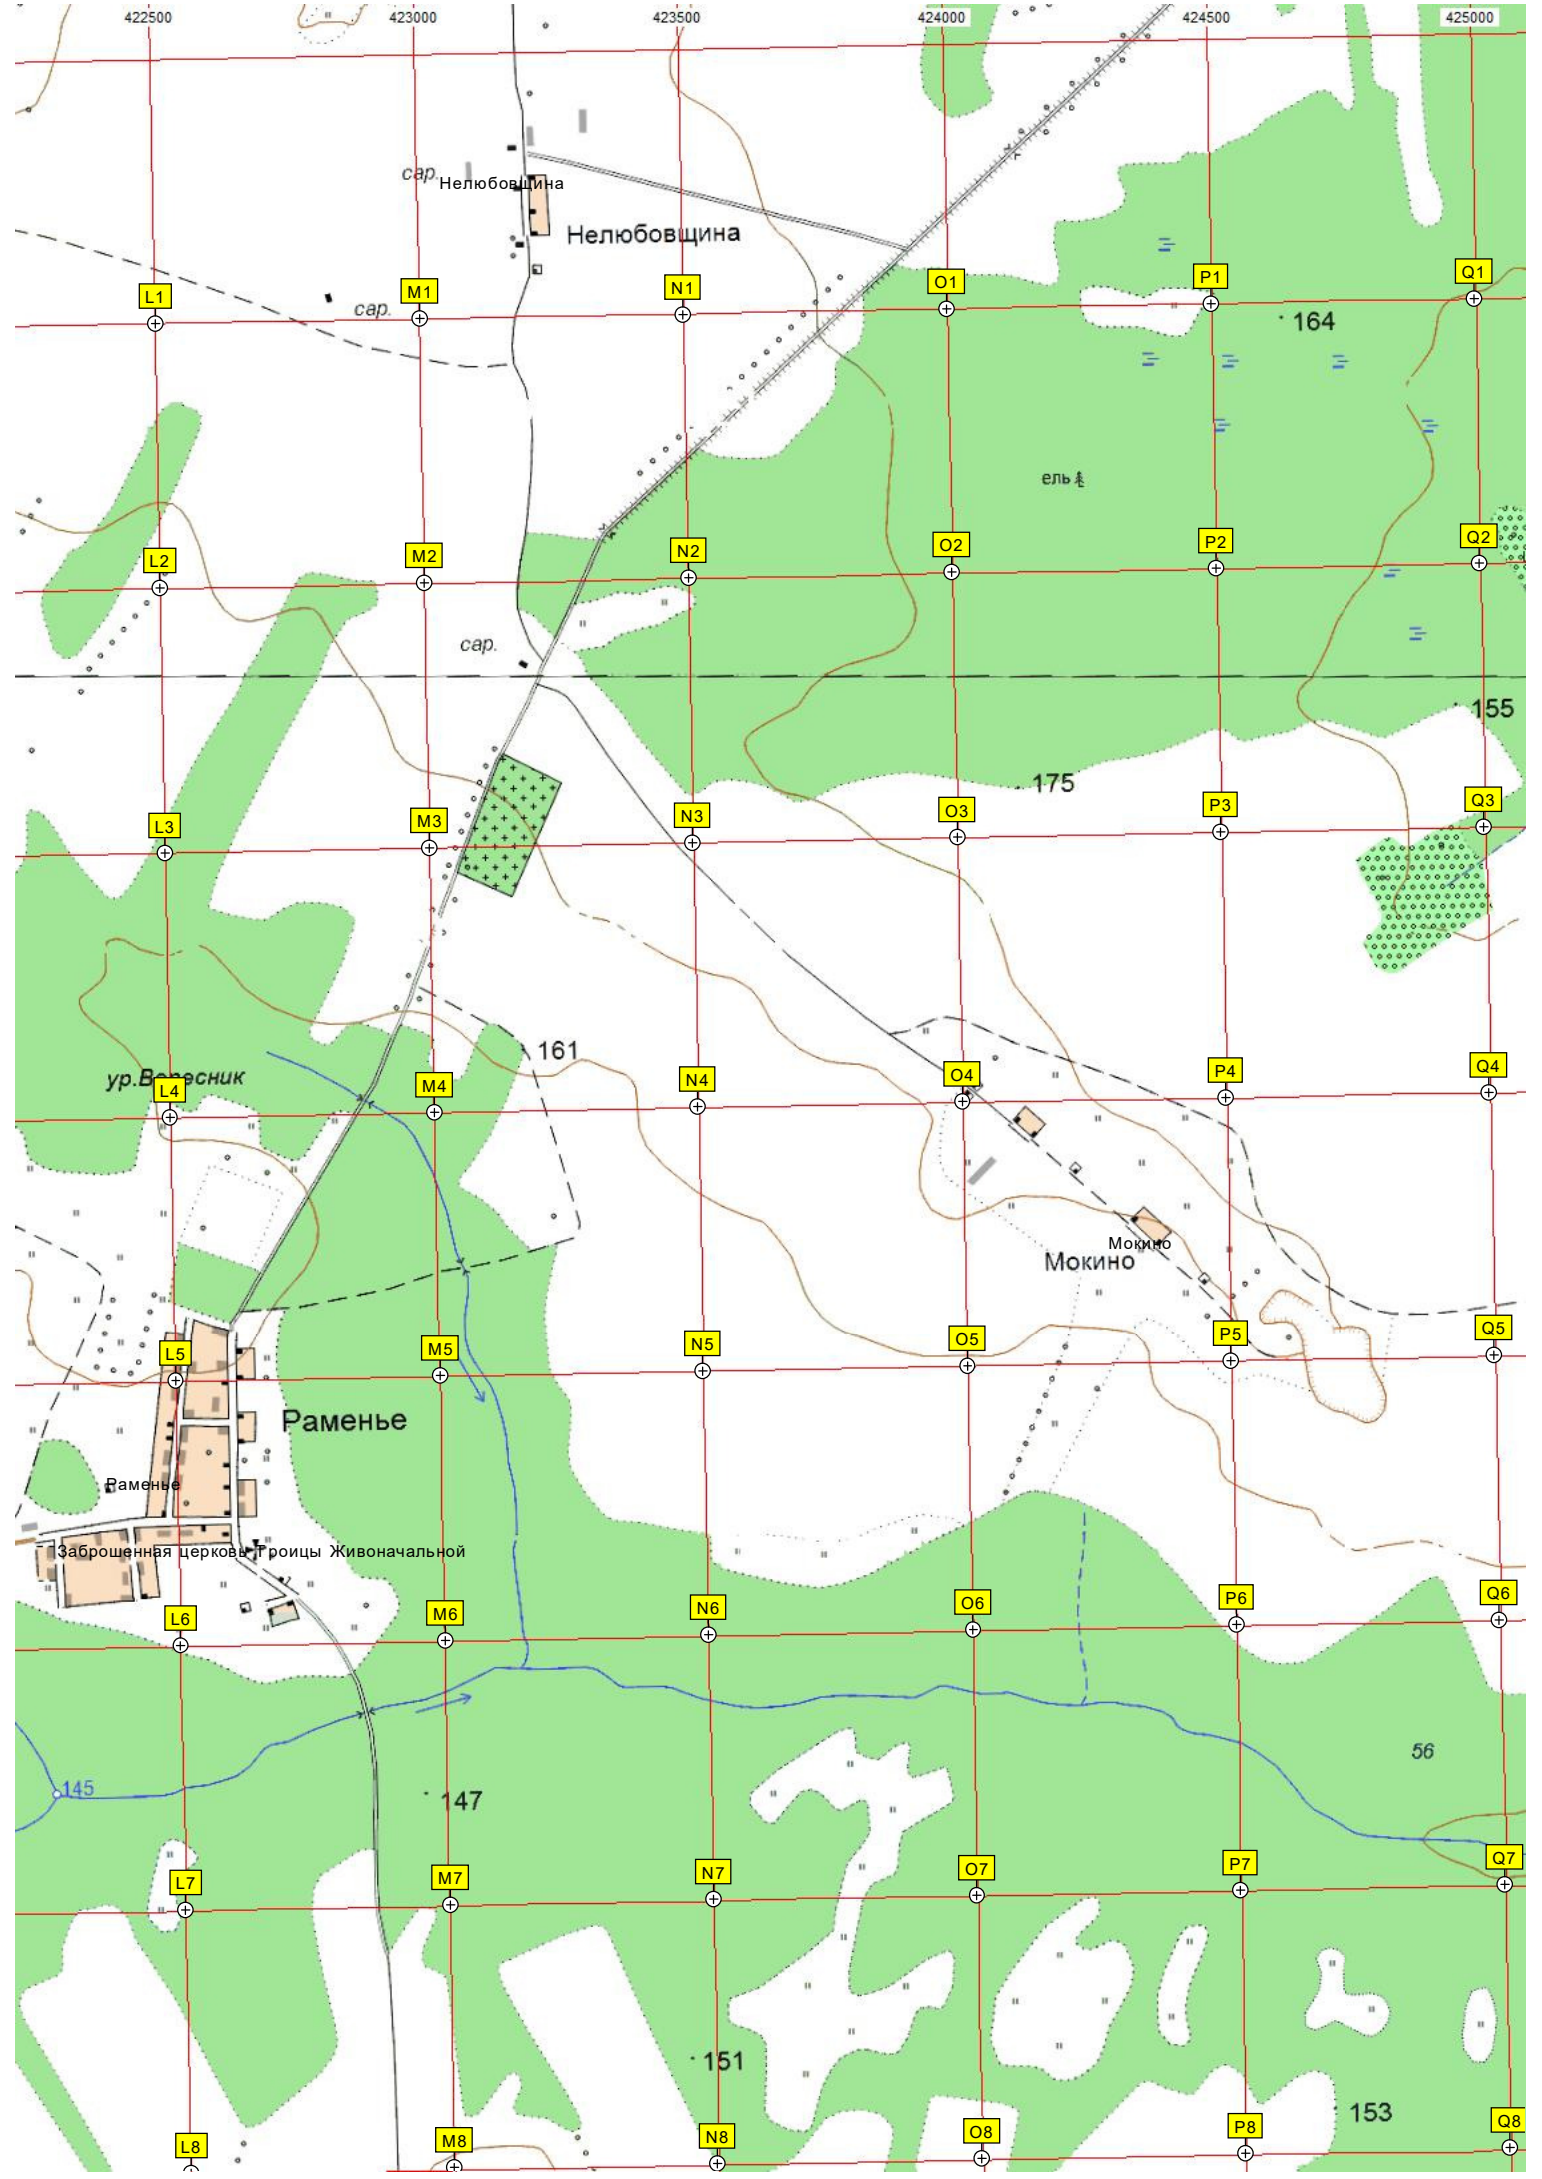 422500 423000 423500 424000 424500 425000
сар.
Нелюбовщина
Нелюбовщина
L1 M1 N1 O1 P1 Q1
сар.
164
ель
L2 M2 N2 O2 P2 Q2
сар.
155
175
L3 M3 N3 O3 P3 Q3
161
ур.Вересник
L4 M4 N4 O4 P4 Q4
Мокино
Мокино
L5 M5 N5 O5 P5 Q5
Раменье
Раменье
Заброшенная церковь Троицы Живоначальной
L6 M6 N6 O6 P6 Q6
56
145
147
L7 M7 N7 O7 P7 Q7
151
153
L8 M8 N8 O8 P8 Q8